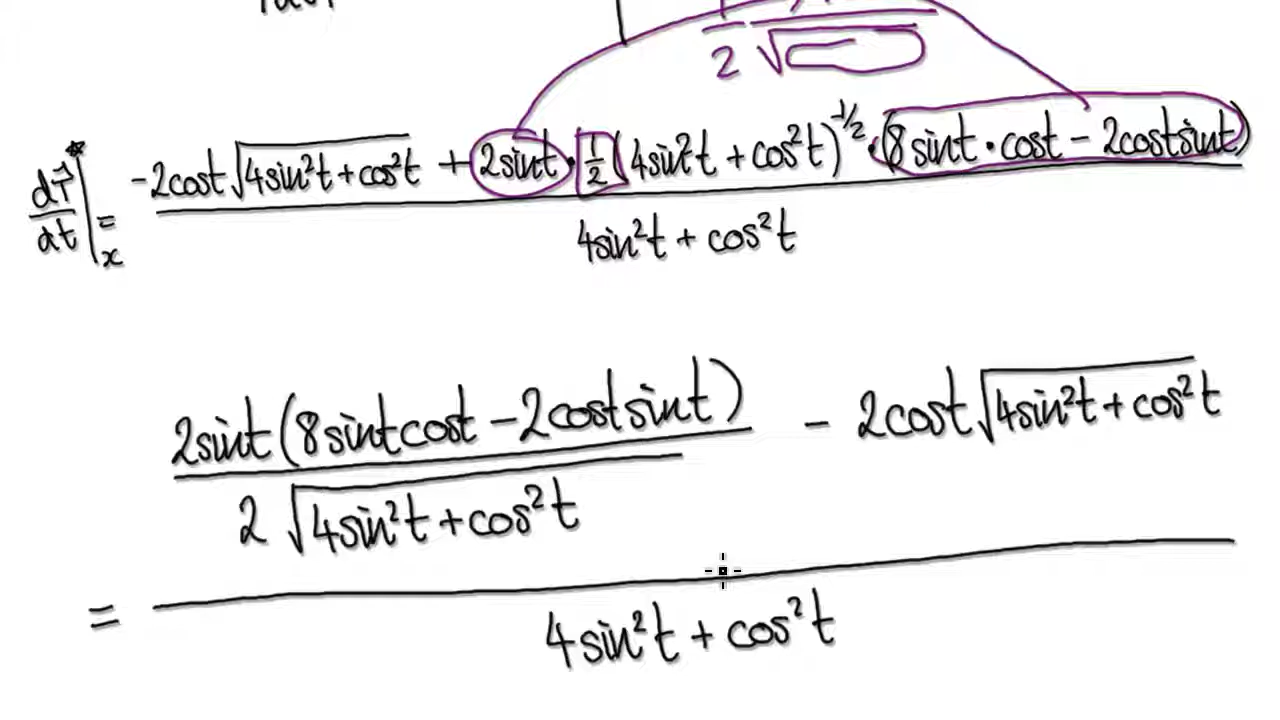 2 √
dT/dt |ₓ = (-2cost√(4sin²t+cos²t) + 2sint · 1/2 (4sin²t + cos²t)^(-1/2) · (8sint·cost - 2costsint)) / (4sin²t + cos²t)
= ((2sint(8sintcost - 2costsint)) / (2√(4sin²t+cos²t)) - 2cost√(4sin²t+cos²t)) / (4sin²t + cos²t)